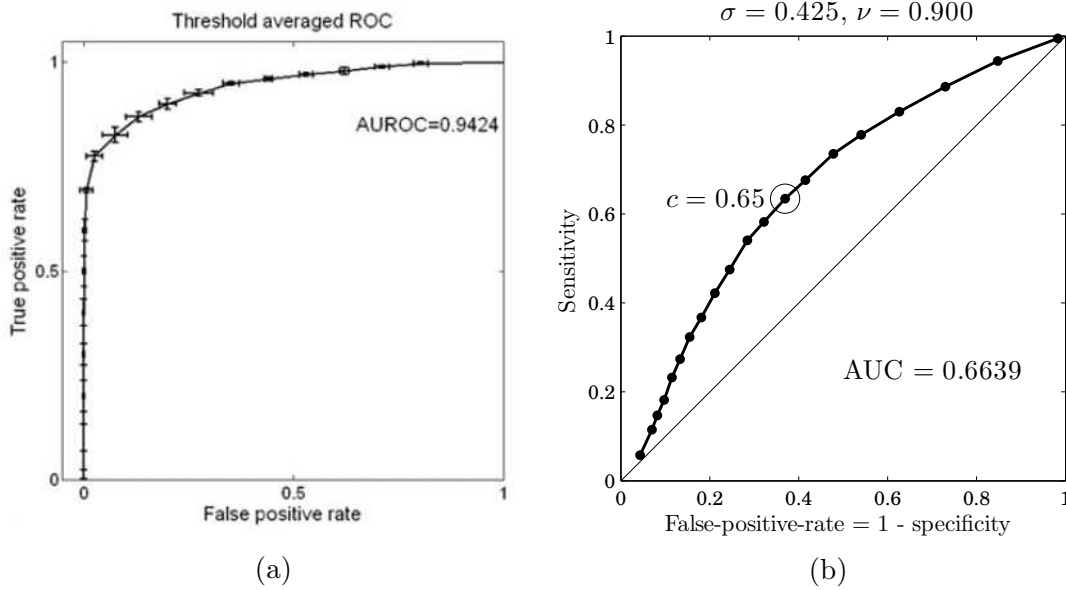 Threshold averaged ROC
1
AUROC=0.9424
True positive rate
0.5
0
0
0.5
1
False positive rate
(a)
σ = 0.425, ν = 0.900
1
0.8
c = 0.65
0.6
Sensitivity
0.4
AUC = 0.6639
0.2
0
0
0.2
0.4
0.6
0.8
1
False-positive-rate = 1 - specificity
(b)